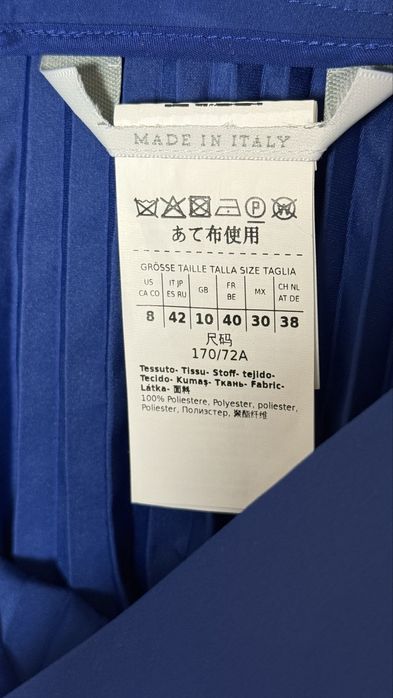 MADE IN ITALY
P
W
あて布使用
GRÖSSE TAILLE TALLA SIZE TAGLIA
US CA CO IT JP ES RU GB FR BE MX CH NL AT DE
8 42 10 40 30 38
尺码
170/72A
Tessuto- Tissu- Stoff- tejido-
Tecido- Kumaş- Ткань- Fabric-
Látka- 面料
100% Poliestere, Polyester, poliester,
Poliester, Полиэстер, 聚酯纤维